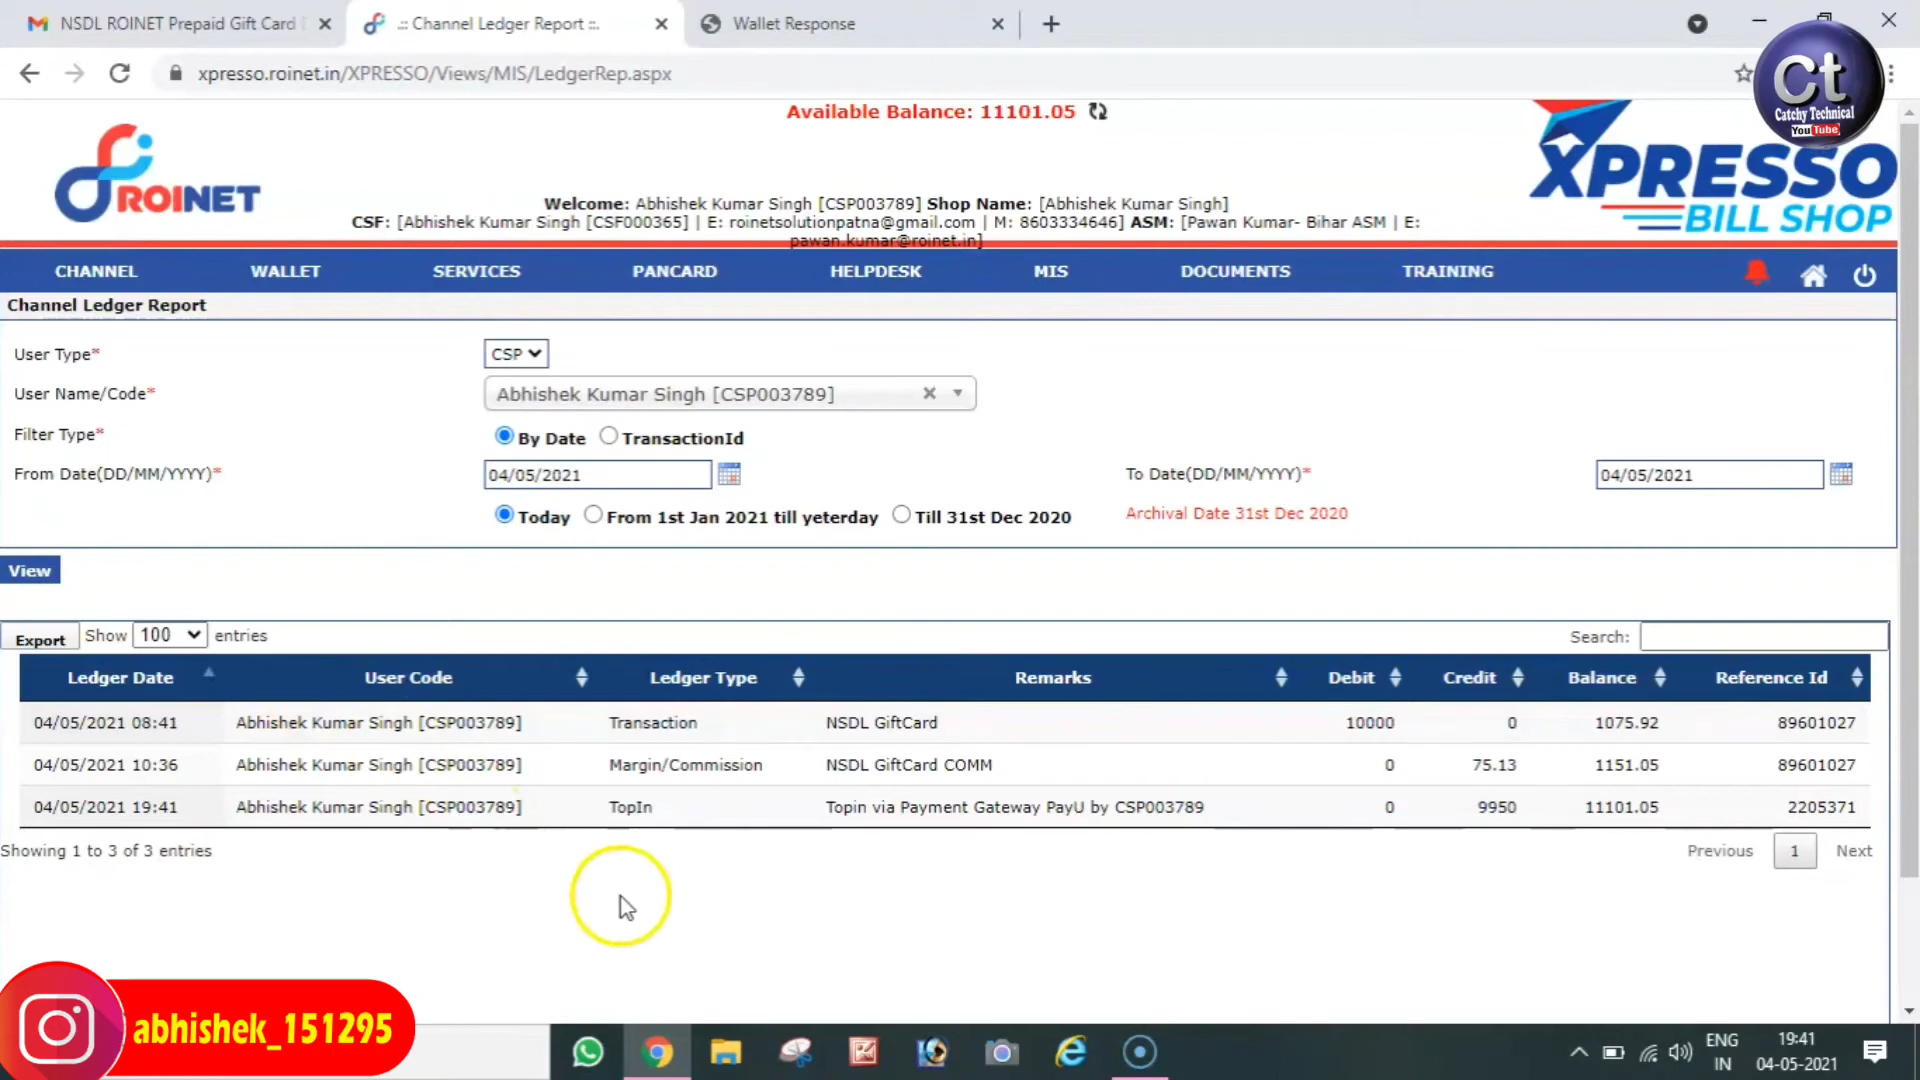 NSDL ROINET Prepaid Gift Card
.:: Channel Ledger Report ::.
Wallet Response
xpresso.roinet.in/XPRESSO/Views/MIS/LedgerRep.aspx
Ct
Catchy Technical
YouTube
Available Balance: 11101.05
ROINET
XPRESSO
BILL SHOP
Welcome: Abhishek Kumar Singh [CSP003789] Shop Name: [Abhishek Kumar Singh]
CSF: [Abhishek Kumar Singh [CSF000365] | E: roinetsolutionpatna@gmail.com | M: 8603334646] ASM: [Pawan Kumar- Bihar ASM | E:
pawan.kumar@roinet.in]
CHANNEL WALLET SERVICES PANCARD HELPDESK MIS DOCUMENTS TRAINING
Channel Ledger Report
User Type* CSP
User Name/Code* Abhishek Kumar Singh [CSP003789]
Filter Type* By Date TransactionId
From Date(DD/MM/YYYY)* 04/05/2021 To Date(DD/MM/YYYY)* 04/05/2021
Today From 1st Jan 2021 till yeterday Till 31st Dec 2020 Archival Date 31st Dec 2020
View
Export Show 100 entries Search:
Ledger Date User Code Ledger Type Remarks Debit Credit Balance Reference Id
04/05/2021 08:41 Abhishek Kumar Singh [CSP003789] Transaction NSDL GiftCard 10000 0 1075.92 89601027
04/05/2021 10:36 Abhishek Kumar Singh [CSP003789] Margin/Commission NSDL GiftCard COMM 0 75.13 1151.05 89601027
04/05/2021 19:41 Abhishek Kumar Singh [CSP003789] TopIn Topin via Payment Gateway PayU by CSP003789 0 9950 11101.05 2205371
Showing 1 to 3 of 3 entries Previous 1 Next
abhishek_151295
ENG 19:41
IN 04-05-2021